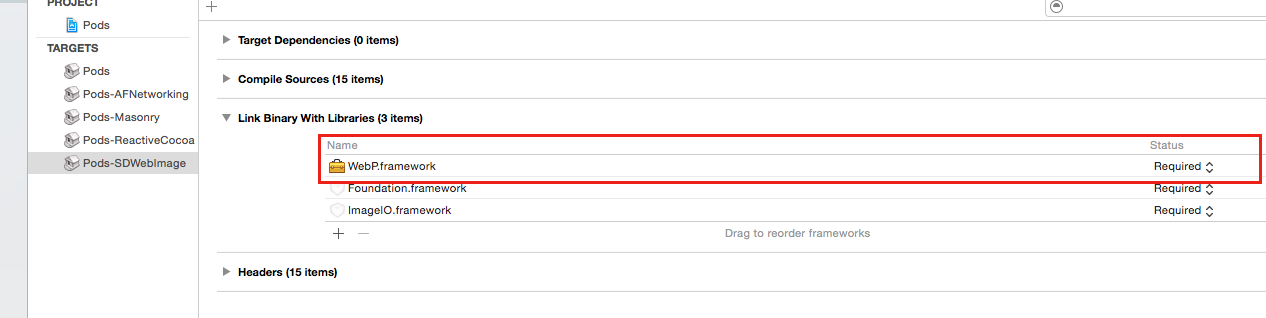 PROJECT
Pods
TARGETS
Pods
Pods-AFNetworking
Pods-Masonry
Pods-ReactiveCocoa
Pods-SDWebImage
Target Dependencies (0 items)
Compile Sources (15 items)
Link Binary With Libraries (3 items)
Name Status
WebP.framework Required
Foundation.framework Required
ImageIO.framework Required
Drag to reorder frameworks
Headers (15 items)